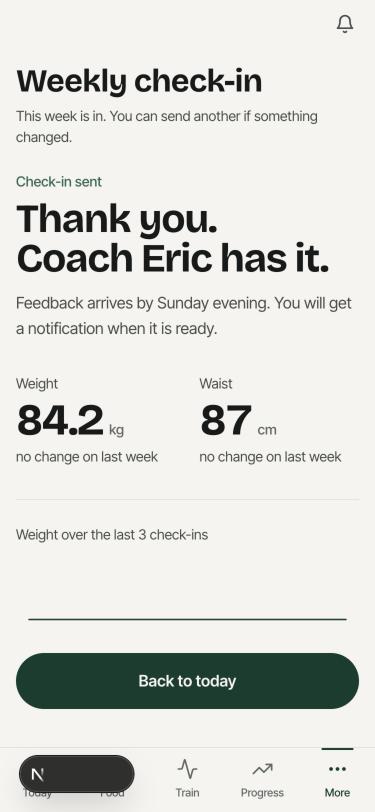 Weekly check-in
This week is in. You can send another if something
changed.
Check-in sent
Thank you.
Coach Eric has it.
Feedback arrives by Sunday evening. You will get
a notification when it is ready.
Weight
Waist
84.2 kg
87 cm
no change on last week
no change on last week
Weight over the last 3 check-ins
Back to today
N
Today
Food
Train
Progress
More